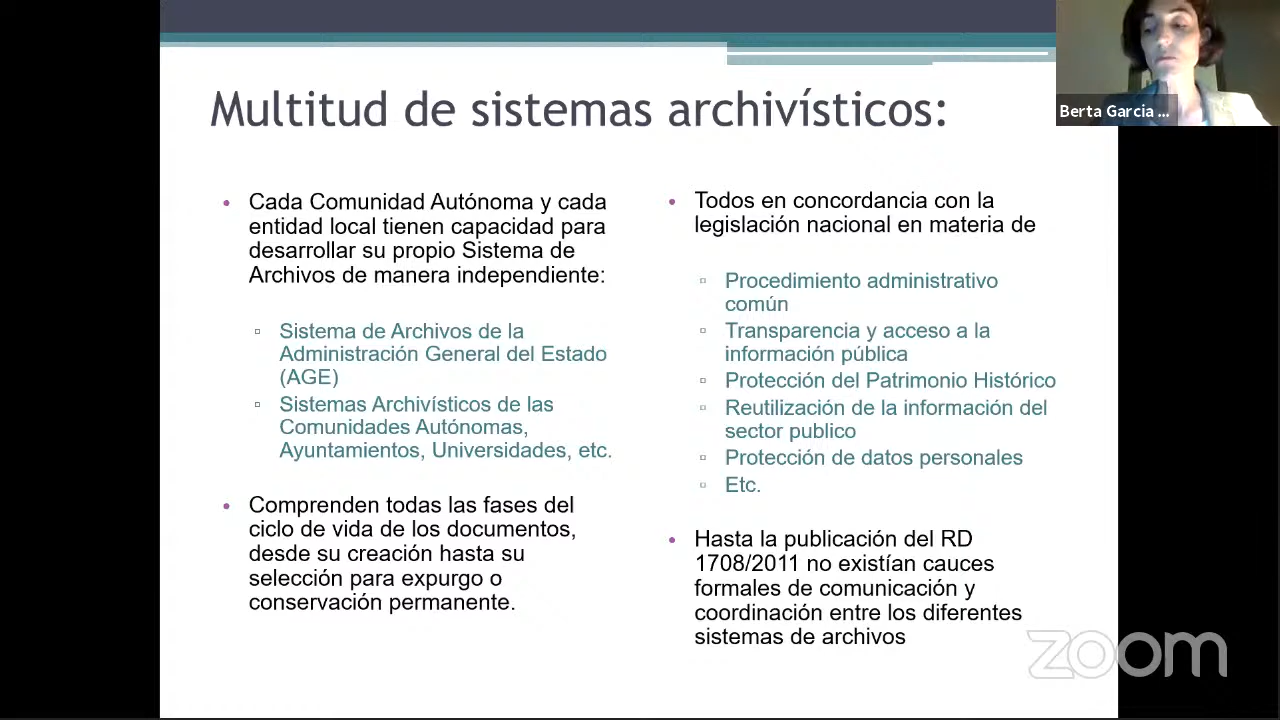 Multitud de sistemas archivísticos:
• Cada Comunidad Autónoma y cada
entidad local tienen capacidad para
desarrollar su propio Sistema de
Archivos de manera independiente:
▫ Sistema de Archivos de la
Administración General del Estado
(AGE)
▫ Sistemas Archivísticos de las
Comunidades Autónomas,
Ayuntamientos, Universidades, etc.
• Comprenden todas las fases del
ciclo de vida de los documentos,
desde su creación hasta su
selección para expurgo o
conservación permanente.
• Todos en concordancia con la
legislación nacional en materia de
▫ Procedimiento administrativo
común
▫ Transparencia y acceso a la
información pública
▫ Protección del Patrimonio Histórico
▫ Reutilización de la información del
sector publico
▫ Protección de datos personales
▫ Etc.
• Hasta la publicación del RD
1708/2011 no existían cauces
formales de comunicación y
coordinación entre los diferentes
sistemas de archivos
Berta Garcia ...
zoom